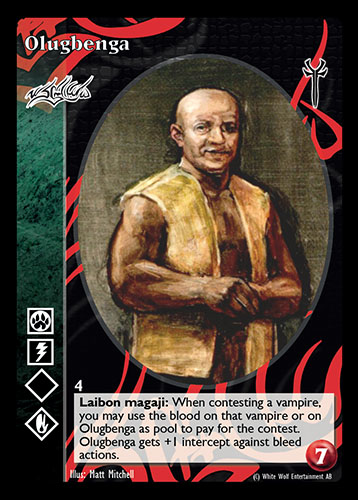 Olugbenga
4
Laibon magaji: When contesting a vampire,
you may use the blood on that vampire or on
Olugbenga as pool to pay for the contest.
Olugbenga gets +1 intercept against bleed
actions.
7
Illus: Matt Mitchell
(C) White Wolf Entertainment AB